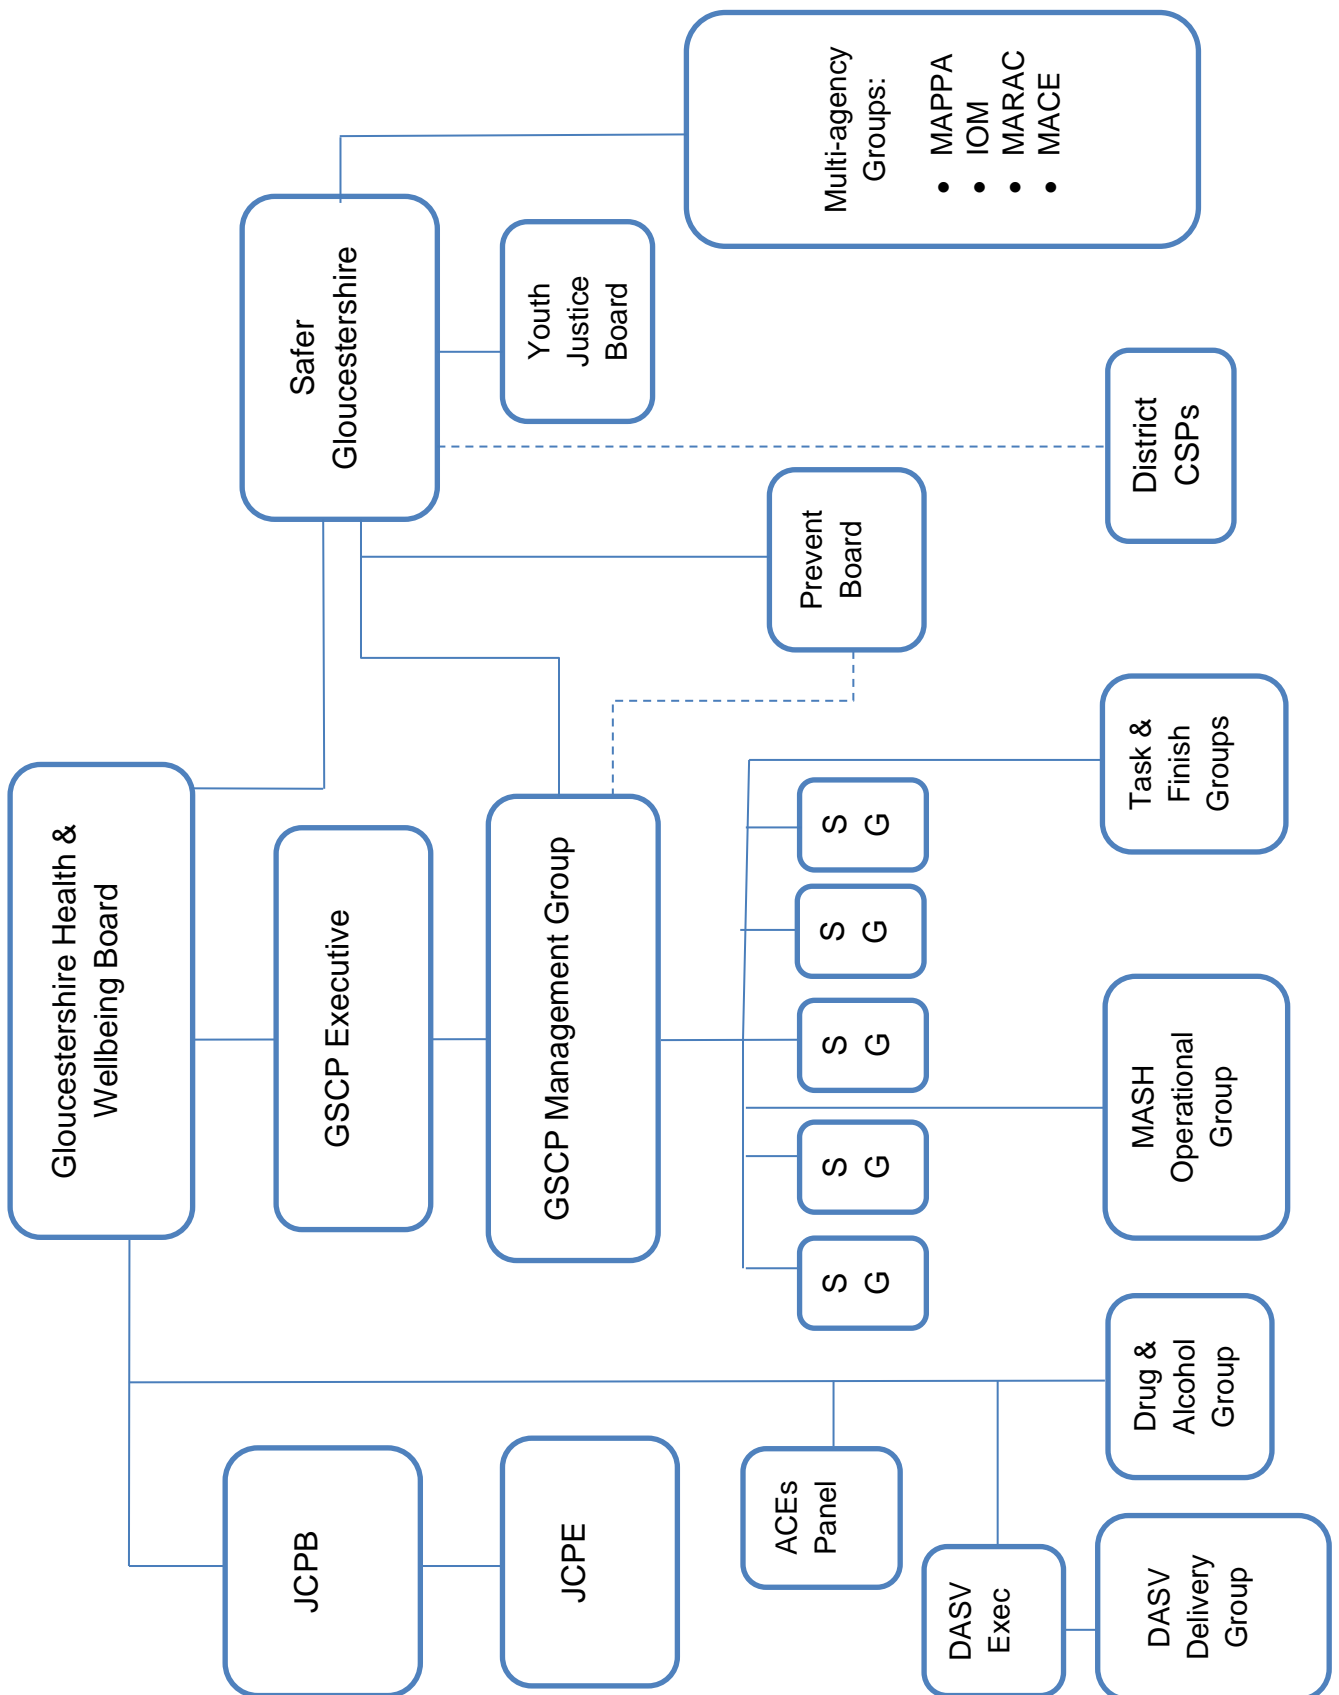 Gloucestershire Health &
Wellbeing Board
JCPB
GSCP Executive
Safer
Gloucestershire
JCPE
GSCP Management Group
Youth
Justice
Board
Multi-agency
Groups:
• MAPPA
• IOM
• MARAC
• MACE
ACEs
Panel
Prevent
Board
S
G
S
G
S
G
S
G
S
G
DASV
Exec
DASV
Delivery
Group
Drug &
Alcohol
Group
MASH
Operational
Group
Task &
Finish
Groups
District
CSPs